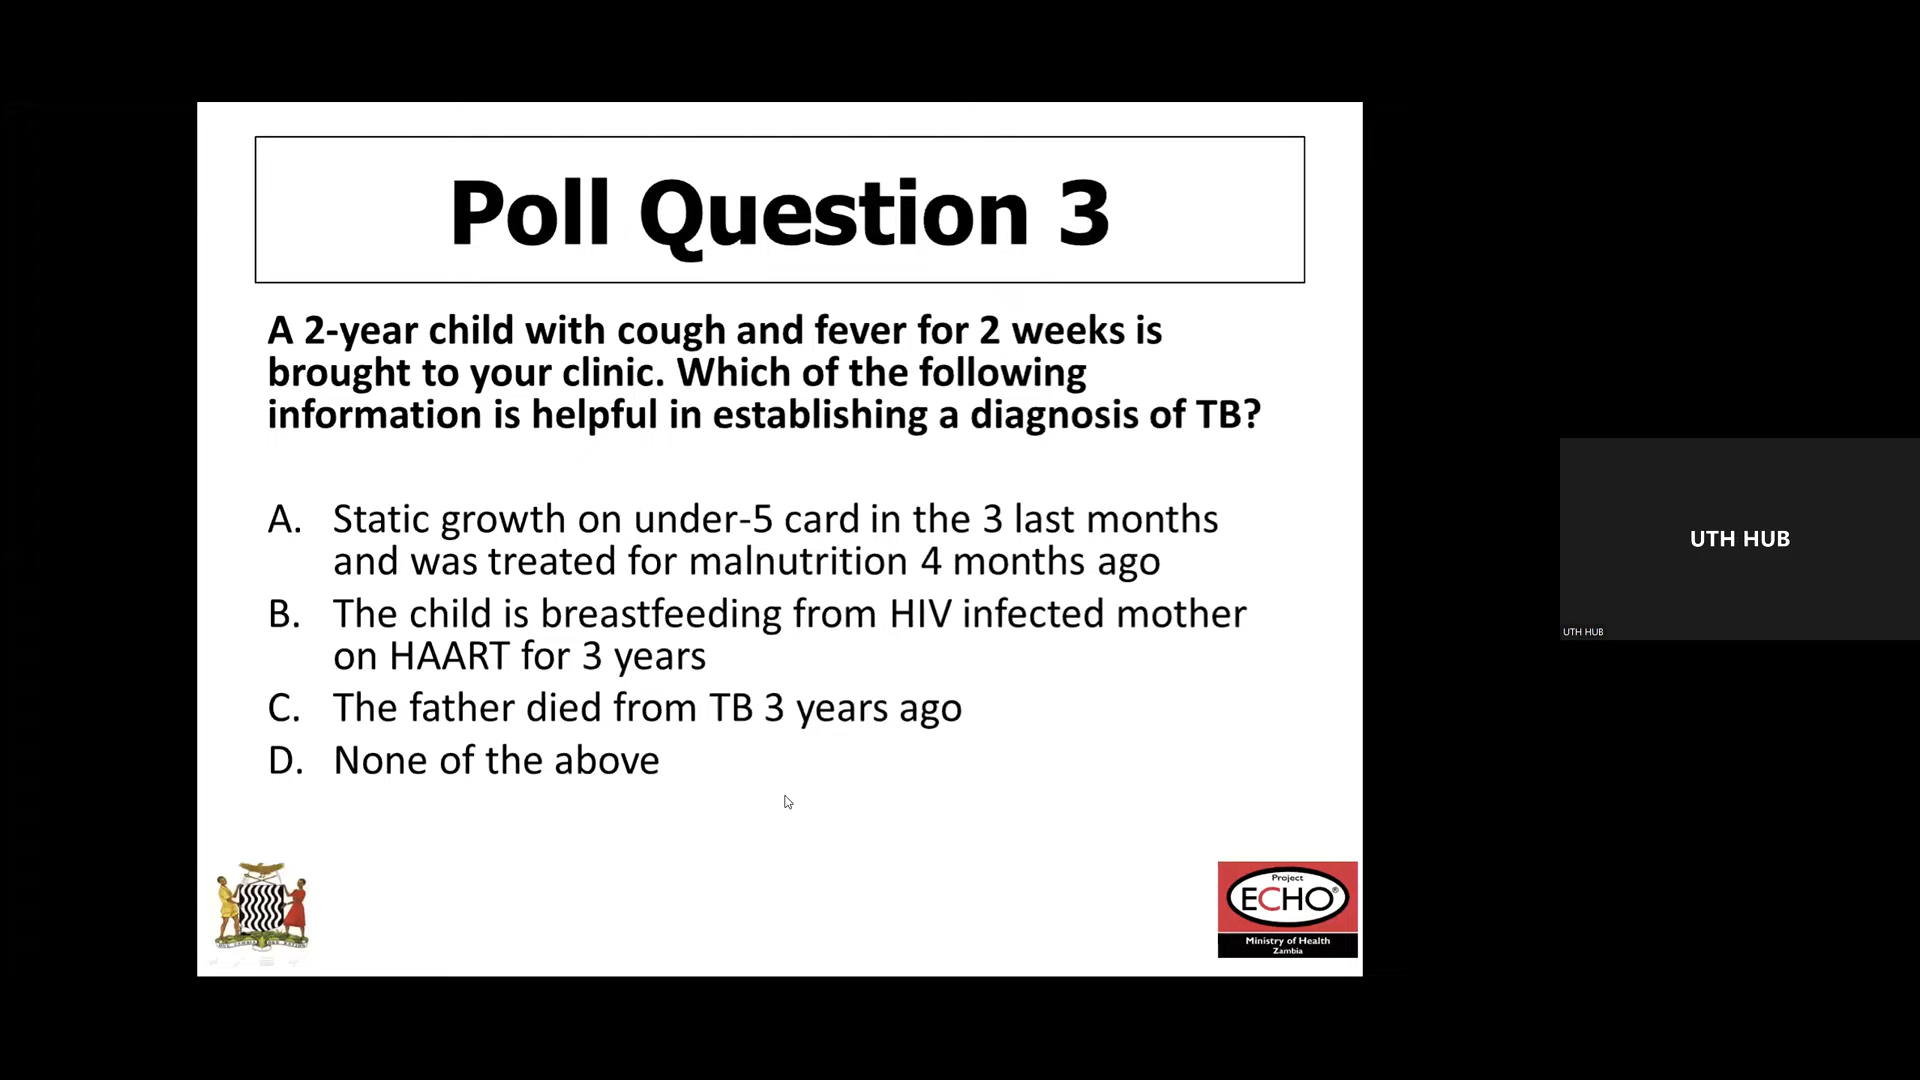 Poll Question 3
A 2-year child with cough and fever for 2 weeks is
brought to your clinic. Which of the following
information is helpful in establishing a diagnosis of TB?
A. Static growth on under-5 card in the 3 last months
and was treated for malnutrition 4 months ago
B. The child is breastfeeding from HIV infected mother
on HAART for 3 years
C. The father died from TB 3 years ago
D. None of the above
Project
ECHO®
Ministry of Health
Zambia
UTH HUB
UTH HUB